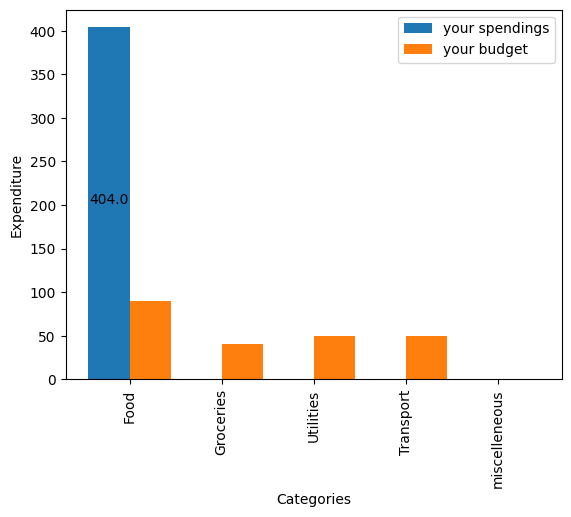 your spendings
your budget
400
350
300
250
200
150
100
50
0
404.0
Expenditure
Food
Groceries
Utilities
Transport
miscelleneous
Categories